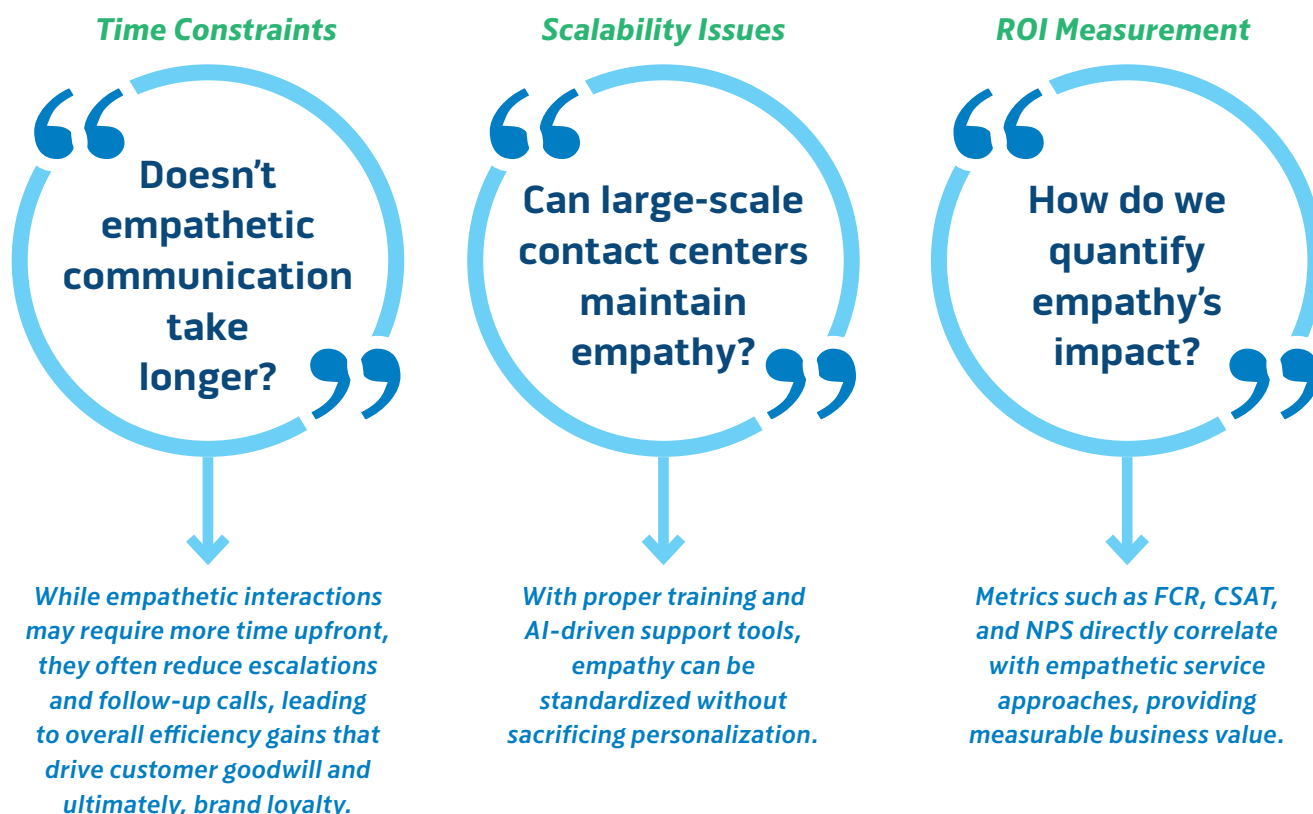 Time Constraints
“
Doesn’t
empathetic
communication
take
longer?
”
While empathetic interactions
may require more time upfront,
they often reduce escalations
and follow-up calls, leading
to overall efficiency gains that
drive customer goodwill and
ultimately, brand loyalty.
Scalability Issues
“
Can large-scale
contact centers
maintain
empathy?
”
With proper training and
AI-driven support tools,
empathy can be
standardized without
sacrificing personalization.
ROI Measurement
“
How do we
quantify
empathy’s
impact?
”
Metrics such as FCR, CSAT,
and NPS directly correlate
with empathetic service
approaches, providing
measurable business value.